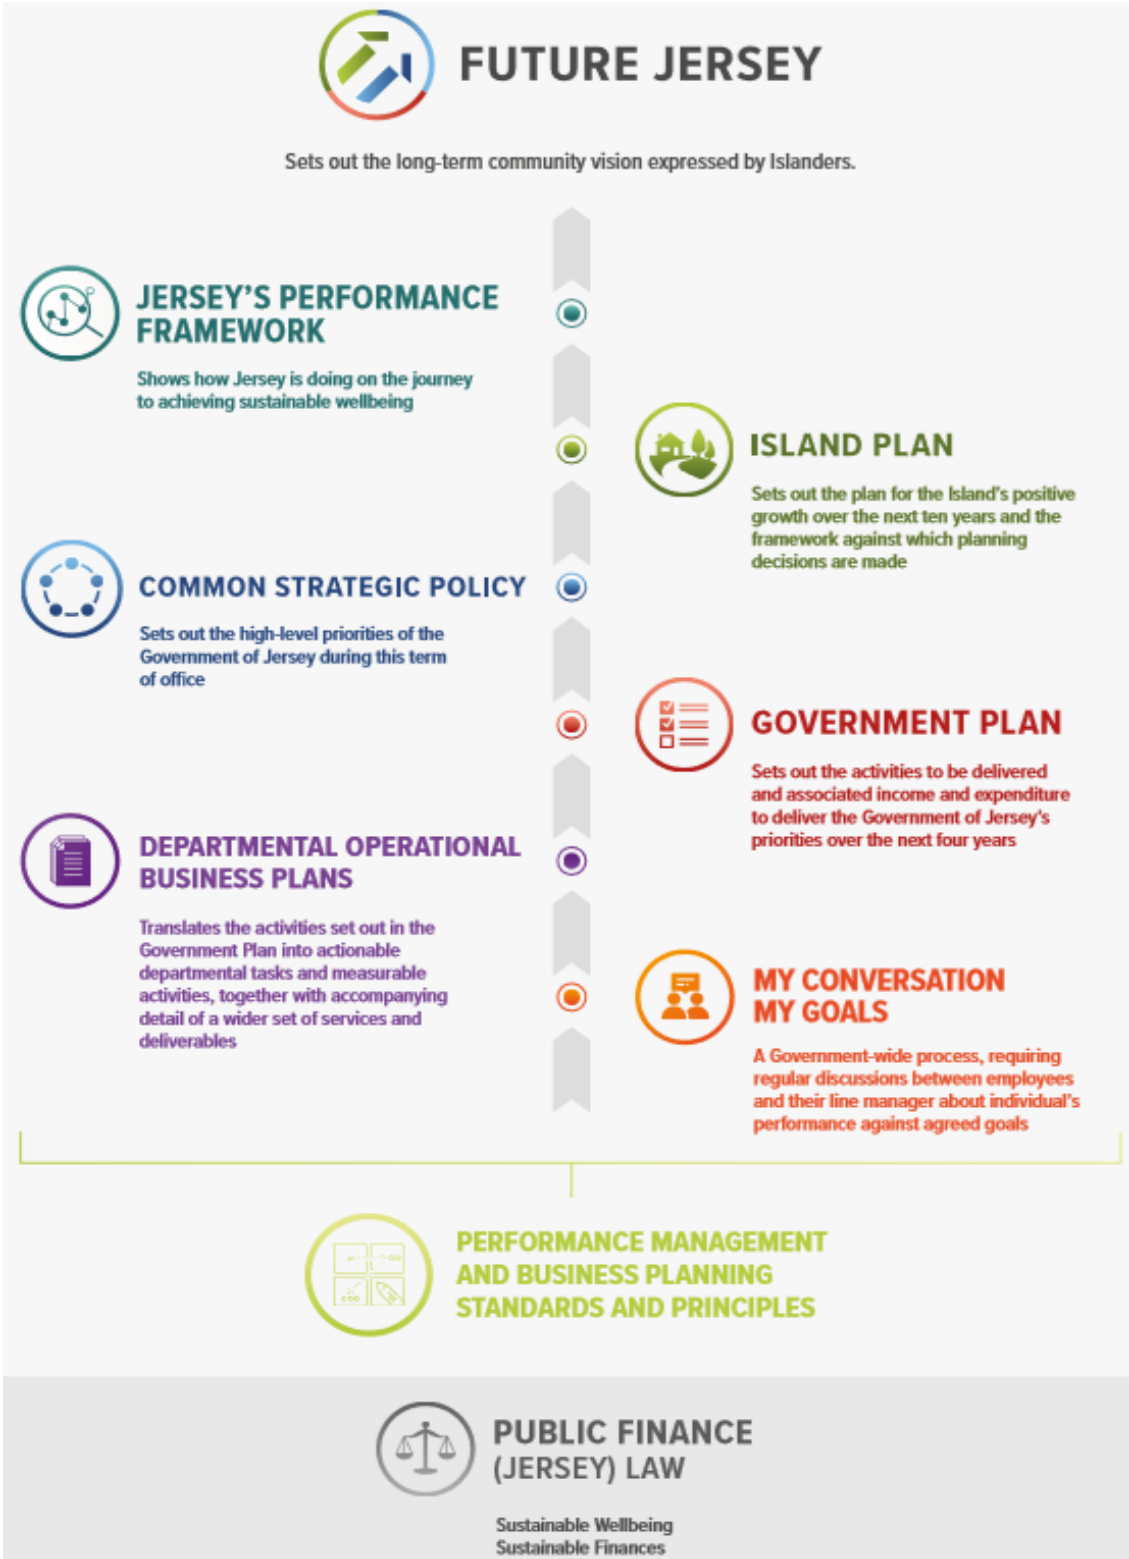 FUTURE JERSEY
Sets out the long-term community vision expressed by Islanders.
JERSEY'S PERFORMANCE
FRAMEWORK
Shows how Jersey is doing on the journey
to achieving sustainable wellbeing
ISLAND PLAN
Sets out the plan for the Island's positive
growth over the next ten years and the
framework against which planning
decisions are made
COMMON STRATEGIC POLICY
Sets out the high-level priorities of the
Government of Jersey during this term
of office
GOVERNMENT PLAN
Sets out the activities to be delivered
and associated income and expenditure
to deliver the Government of Jersey's
priorities over the next four years
DEPARTMENTAL OPERATIONAL
BUSINESS PLANS
Translates the activities set out in the
Government Plan into actionable
departmental tasks and measurable
activities, together with accompanying
detail of a wider set of services and
deliverables
MY CONVERSATION
MY GOALS
A Government-wide process, requiring
regular discussions between employees
and their line manager about individual's
performance against agreed goals
PERFORMANCE MANAGEMENT
AND BUSINESS PLANNING
STANDARDS AND PRINCIPLES
PUBLIC FINANCE
(JERSEY) LAW
Sustainable Wellbeing
Sustainable Finances